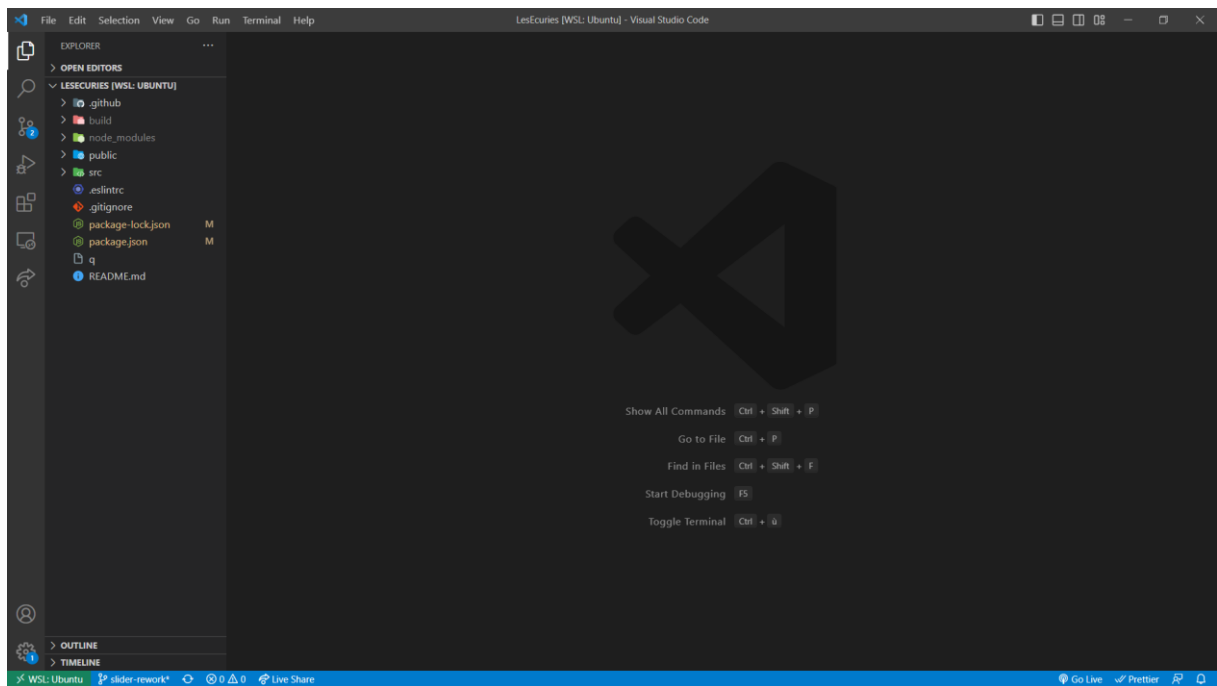 File Edit Selection View Go Run Terminal Help
LesEcuries [WSL: Ubuntu] - Visual Studio Code
EXPLORER
OPEN EDITORS
LESECURIES [WSL: UBUNTU]
.github
build
node_modules
public
src
.eslintrc
.gitignore
package-lock.json M
package.json M
q
README.md
2
Show All Commands Ctrl + Shift + P
Go to File Ctrl + P
Find in Files Ctrl + Shift + F
Start Debugging F5
Toggle Terminal Ctrl + ù
OUTLINE
1
TIMELINE
WSL: Ubuntu slider-rework* 0 0 Live Share Go Live Prettier